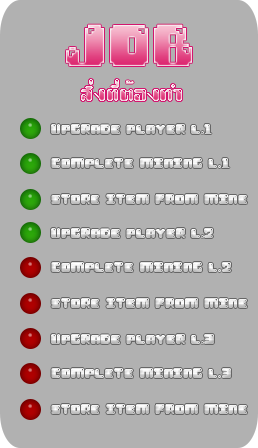 JOB
สิ่งที่ต้องทำ
UPGRADE PLAYER L.1
COMPLETE MINING L.1
STORE ITEM FROM MINE
UPGRADE PLAYER L.2
COMPLETE MINING L.2
STORE ITEM FROM MINE
UPGRADE PLAYER L.3
COMPLETE MINING L.3
STORE ITEM FROM MINE